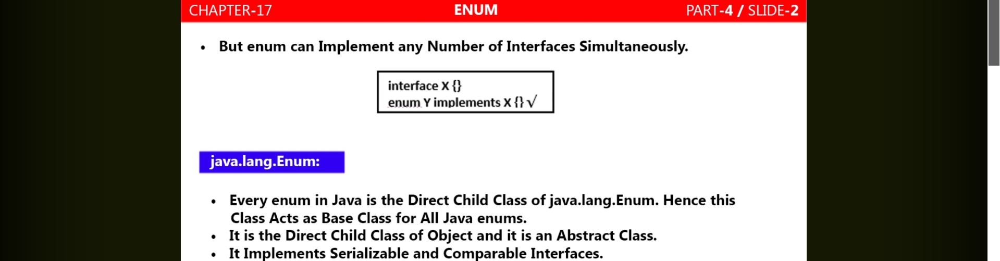 CHAPTER-17 ENUM PART-4 / SLIDE-2
• But enum can Implement any Number of Interfaces Simultaneously.
interface X {}
enum Y implements X {} √
java.lang.Enum:
• Every enum in Java is the Direct Child Class of java.lang.Enum. Hence this
Class Acts as Base Class for All Java enums.
• It is the Direct Child Class of Object and it is an Abstract Class.
• It Implements Serializable and Comparable Interfaces.